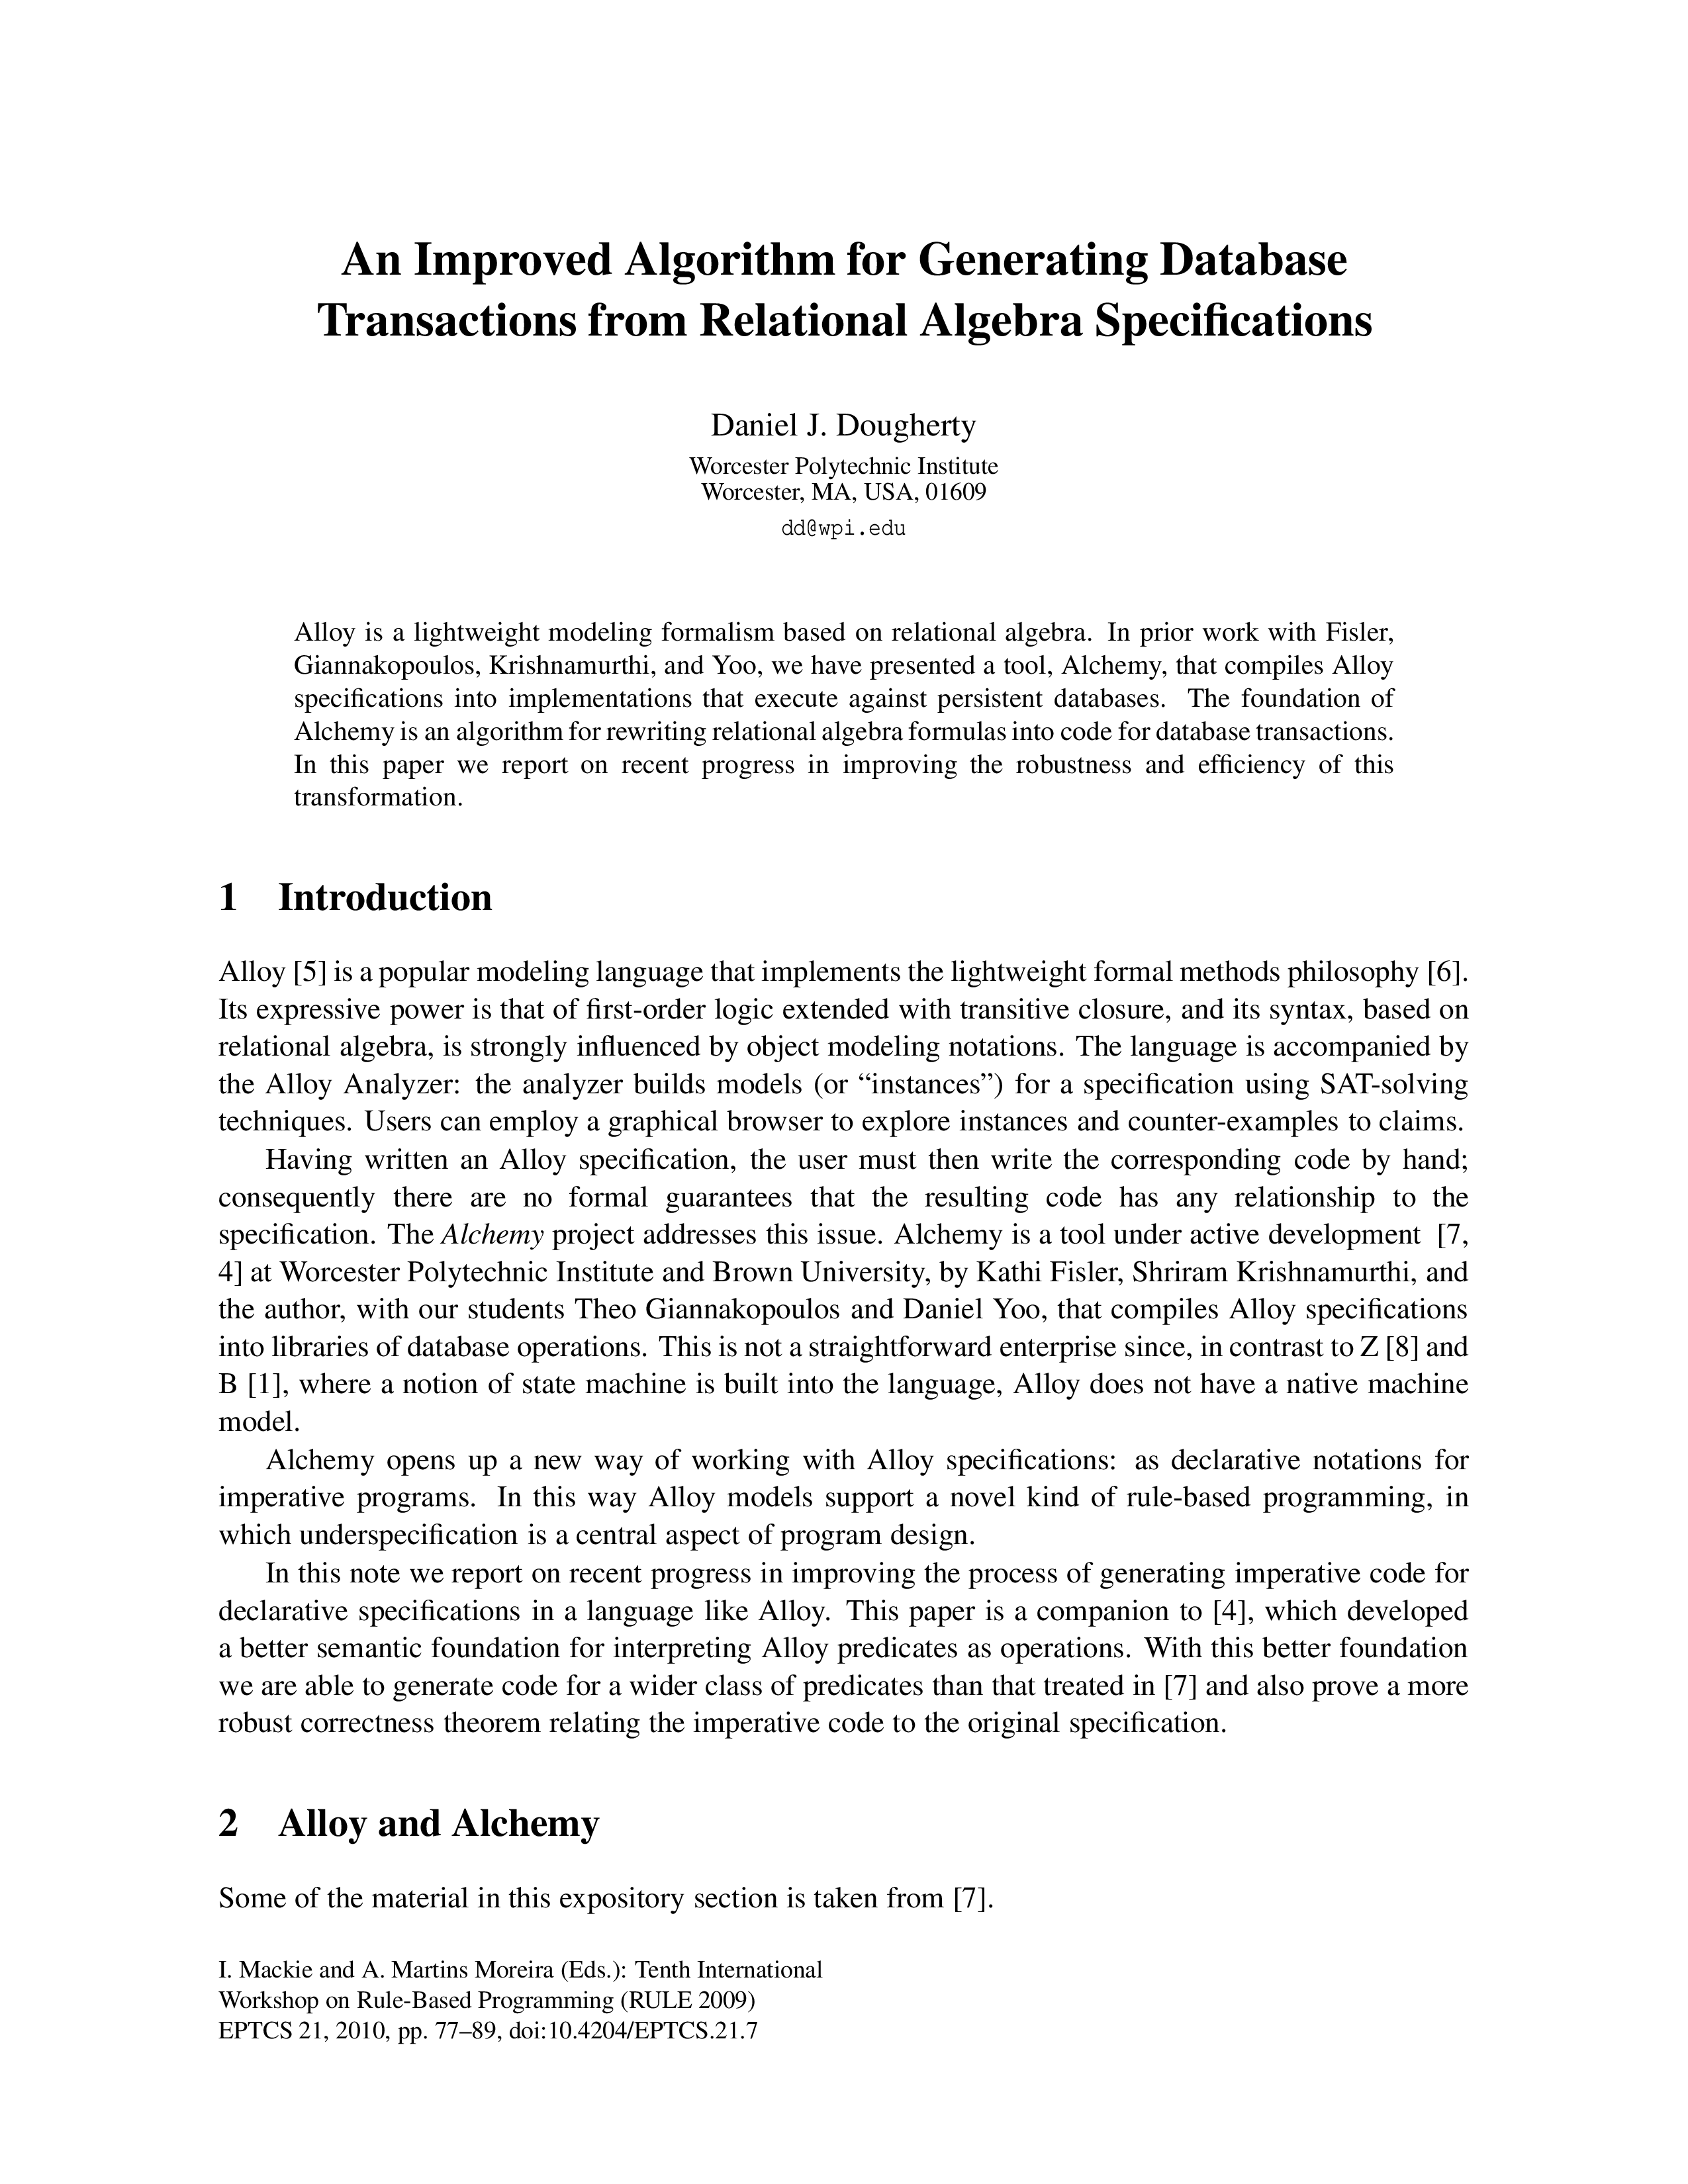 An Improved Algorithm for Generating Database
Transactions from Relational Algebra Specifications
Daniel J. Dougherty
Worcester Polytechnic Institute
Worcester, MA, USA, 01609
dd@wpi.edu
Alloy is a lightweight modeling formalism based on relational algebra. In prior work with Fisler,
Giannakopoulos, Krishnamurthi, and Yoo, we have presented a tool, Alchemy, that compiles Alloy
specifications into implementations that execute against persistent databases. The foundation of
Alchemy is an algorithm for rewriting relational algebra formulas into code for database transactions.
In this paper we report on recent progress in improving the robustness and efficiency of this
transformation.
1 Introduction
Alloy [5] is a popular modeling language that implements the lightweight formal methods philosophy [6].
Its expressive power is that of first-order logic extended with transitive closure, and its syntax, based on
relational algebra, is strongly influenced by object modeling notations. The language is accompanied by
the Alloy Analyzer: the analyzer builds models (or “instances”) for a specification using SAT-solving
techniques. Users can employ a graphical browser to explore instances and counter-examples to claims.
Having written an Alloy specification, the user must then write the corresponding code by hand;
consequently there are no formal guarantees that the resulting code has any relationship to the
specification. The Alchemy project addresses this issue. Alchemy is a tool under active development [7,
4] at Worcester Polytechnic Institute and Brown University, by Kathi Fisler, Shriram Krishnamurthi, and
the author, with our students Theo Giannakopoulos and Daniel Yoo, that compiles Alloy specifications
into libraries of database operations. This is not a straightforward enterprise since, in contrast to Z [8] and
B [1], where a notion of state machine is built into the language, Alloy does not have a native machine
model.
Alchemy opens up a new way of working with Alloy specifications: as declarative notations for
imperative programs. In this way Alloy models support a novel kind of rule-based programming, in
which underspecification is a central aspect of program design.
In this note we report on recent progress in improving the process of generating imperative code for
declarative specifications in a language like Alloy. This paper is a companion to [4], which developed
a better semantic foundation for interpreting Alloy predicates as operations. With this better foundation
we are able to generate code for a wider class of predicates than that treated in [7] and also prove a more
robust correctness theorem relating the imperative code to the original specification.
2 Alloy and Alchemy
Some of the material in this expository section is taken from [7].
I. Mackie and A. Martins Moreira (Eds.): Tenth International
Workshop on Rule-Based Programming (RULE 2009)
EPTCS 21, 2010, pp. 77–89, doi:10.4204/EPTCS.21.7